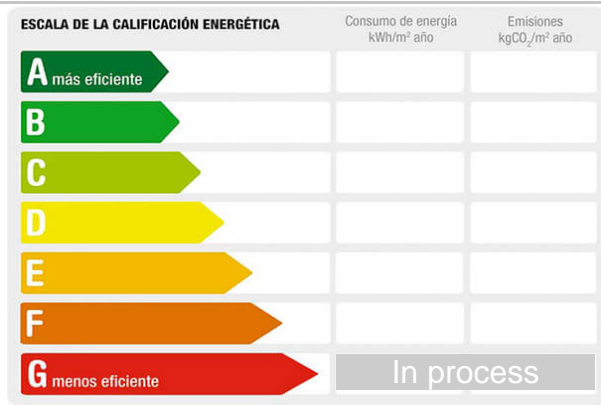 ESCALA DE LA CALIFICACIÓN ENERGÉTICA
Consumo de energía
kWh/m² año
Emisiones
kgCO₂/m² año
A más eficiente
B
C
D
E
F
G menos eficiente
In process